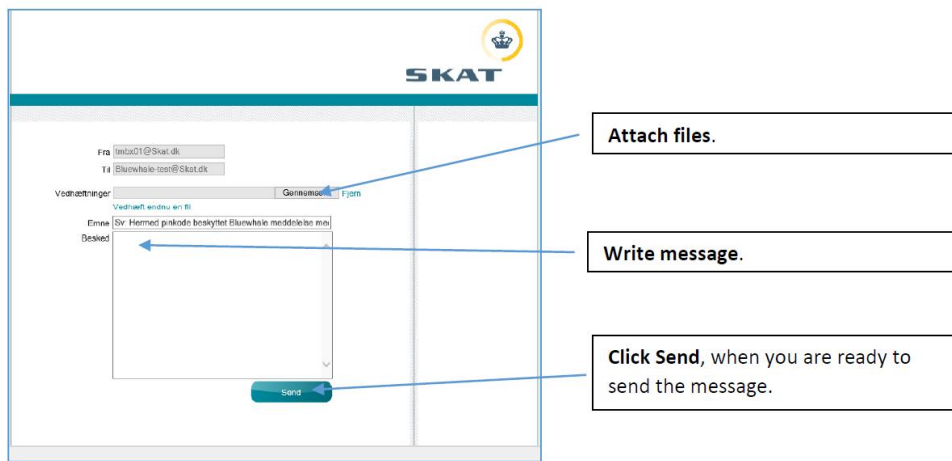 SKAT
Fra tmbx01@Skat.dk
Til Bluewhale-test@Skat.dk
Vedhæftninger Gennemse Fjern
Vedhæft endnu en fil
Emne Sv: Hermed pinkode beskyttet Bluewhale meddelelse med
Besked
Send
Attach files.
Write message.
Click Send, when you are ready to
send the message.